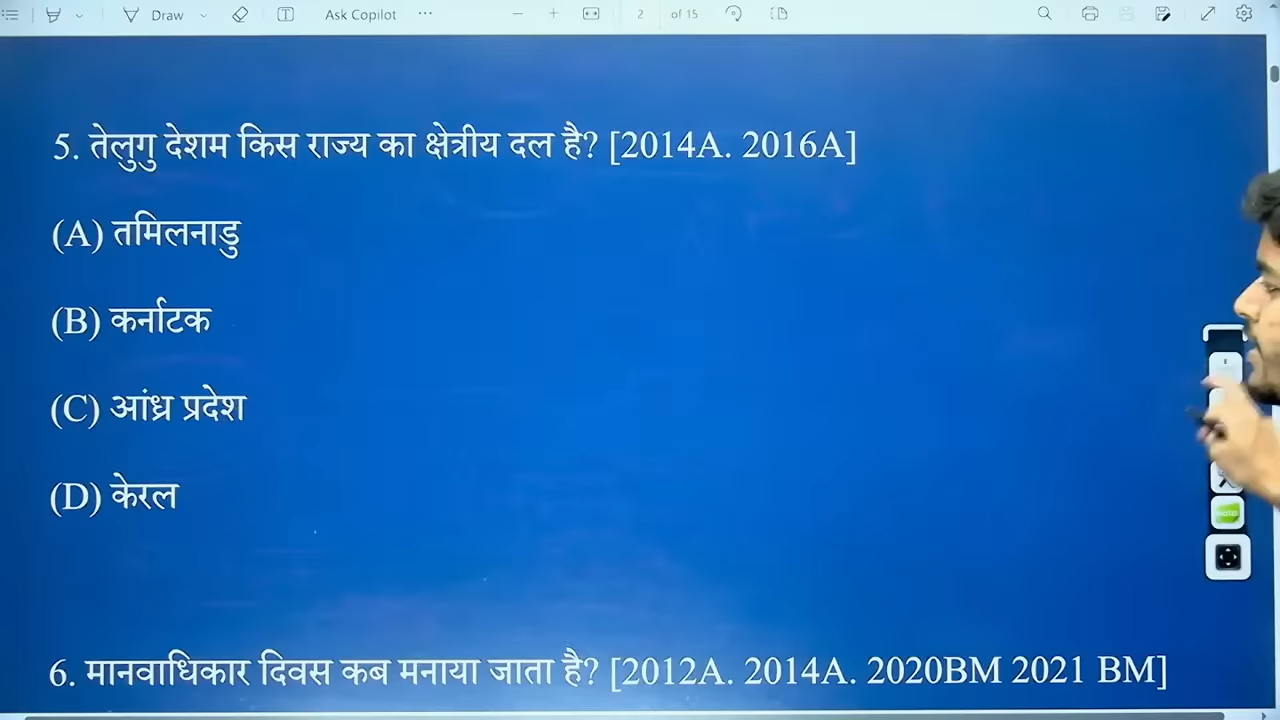 Draw Ask Copilot 2 of 15
5. तेलुगु देशम किस राज्य का क्षेत्रीय दल है? [2014A. 2016A]
(A) तमिलनाडु
(B) कर्नाटक
(C) आंध्र प्रदेश
(D) केरल
6. मानवाधिकार दिवस कब मनाया जाता है? [2012A. 2014A. 2020BM 2021 BM]